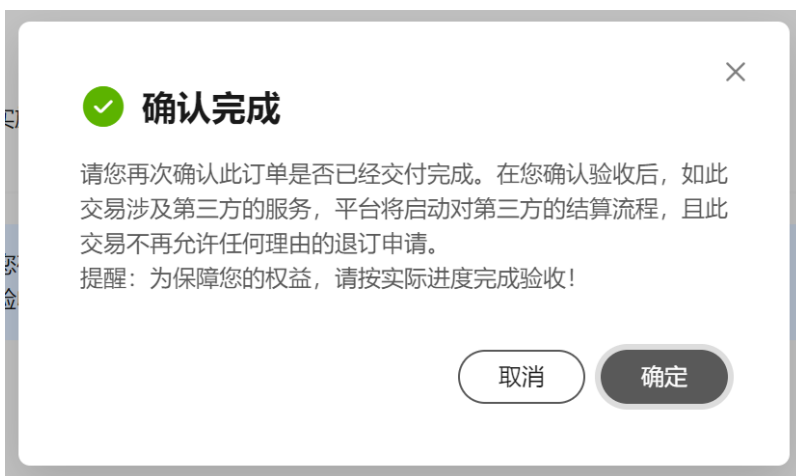 确认完成
请您再次确认此订单是否已经交付完成。在您确认验收后，如此
交易涉及第三方的服务，平台将启动对第三方的结算流程，且此
交易不再允许任何理由的退订申请。
提醒：为保障您的权益，请按实际进度完成验收！
取消
确定